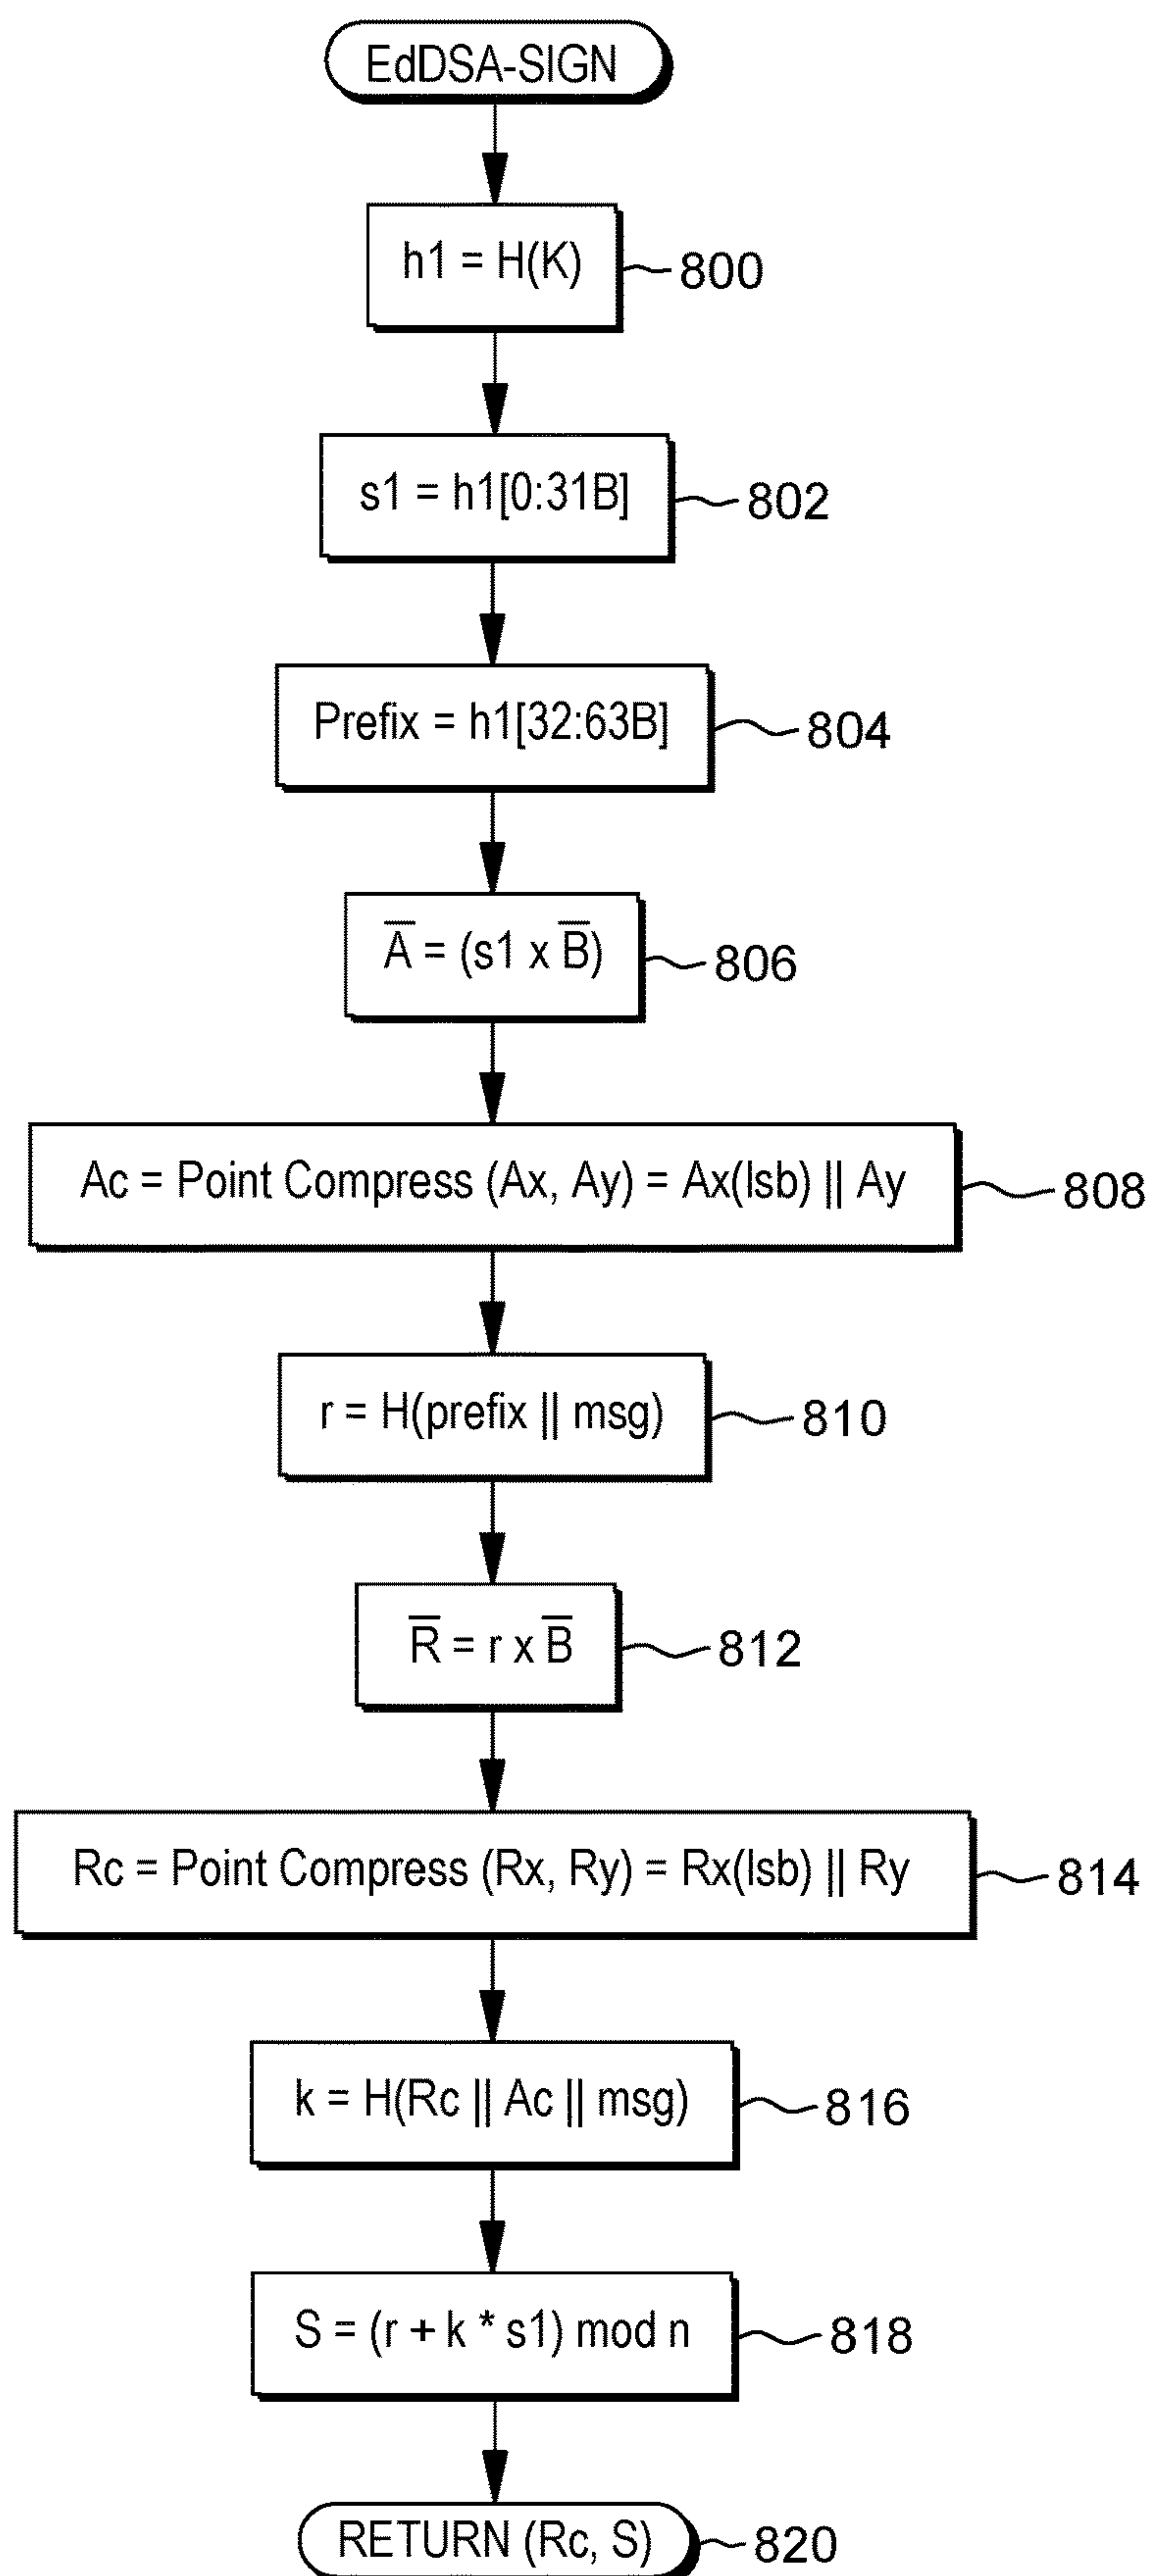 EdDSA-SIGN
h1 = H(K)
800
s1 = h1[0:31B]
802
Prefix = h1[32:63B]
804
A̅ = (s1 x B̅)
806
Ac = Point Compress (Ax, Ay) = Ax(lsb) || Ay
808
r = H(prefix || msg)
810
R̅ = r x B̅
812
Rc = Point Compress (Rx, Ry) = Rx(lsb) || Ry
814
k = H(Rc || Ac || msg)
816
S = (r + k * s1) mod n
818
RETURN (Rc, S)
820